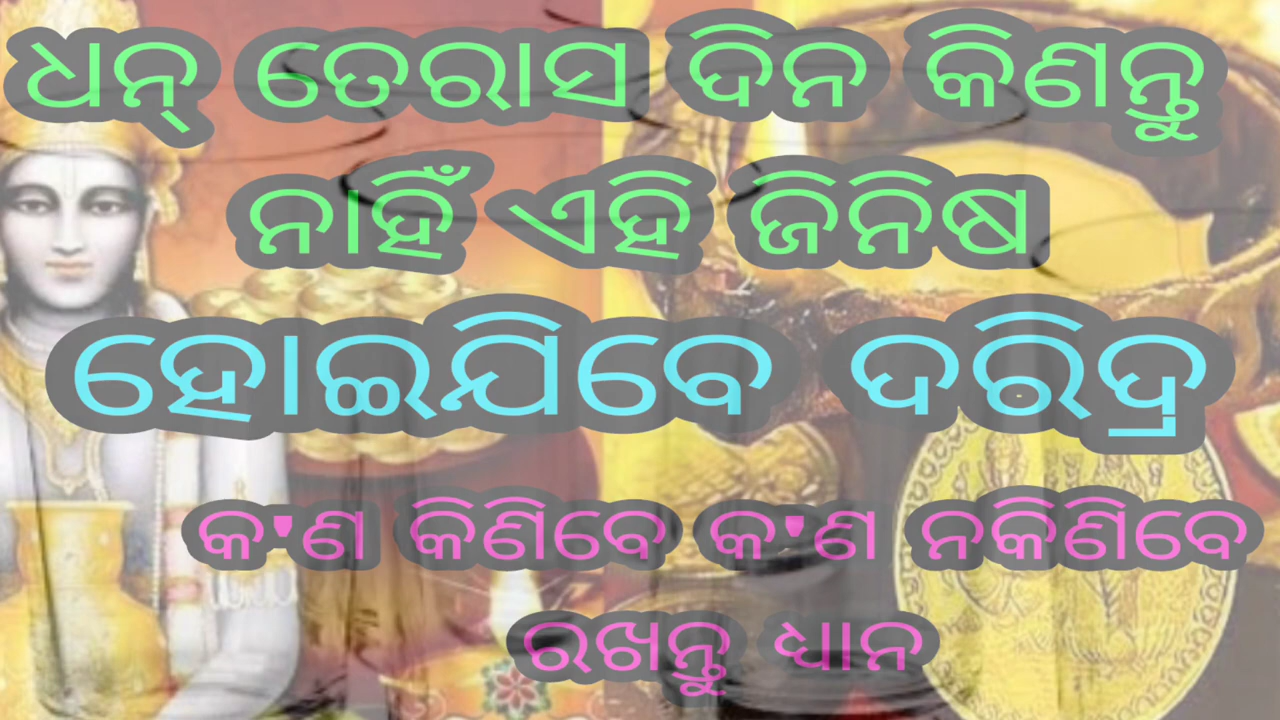 ଧନ୍ ତେରାସ ଦିନ କିଣନ୍ତୁ
ନାହିଁ ଏହି ଜିନିଷ
ହୋଇଯିବେ ଦରିଦ୍ର
କ'ଣ କିଣିବେ କ'ଣ ନକିଣିବେ
ରଖନ୍ତୁ ଧ୍ୟାନ